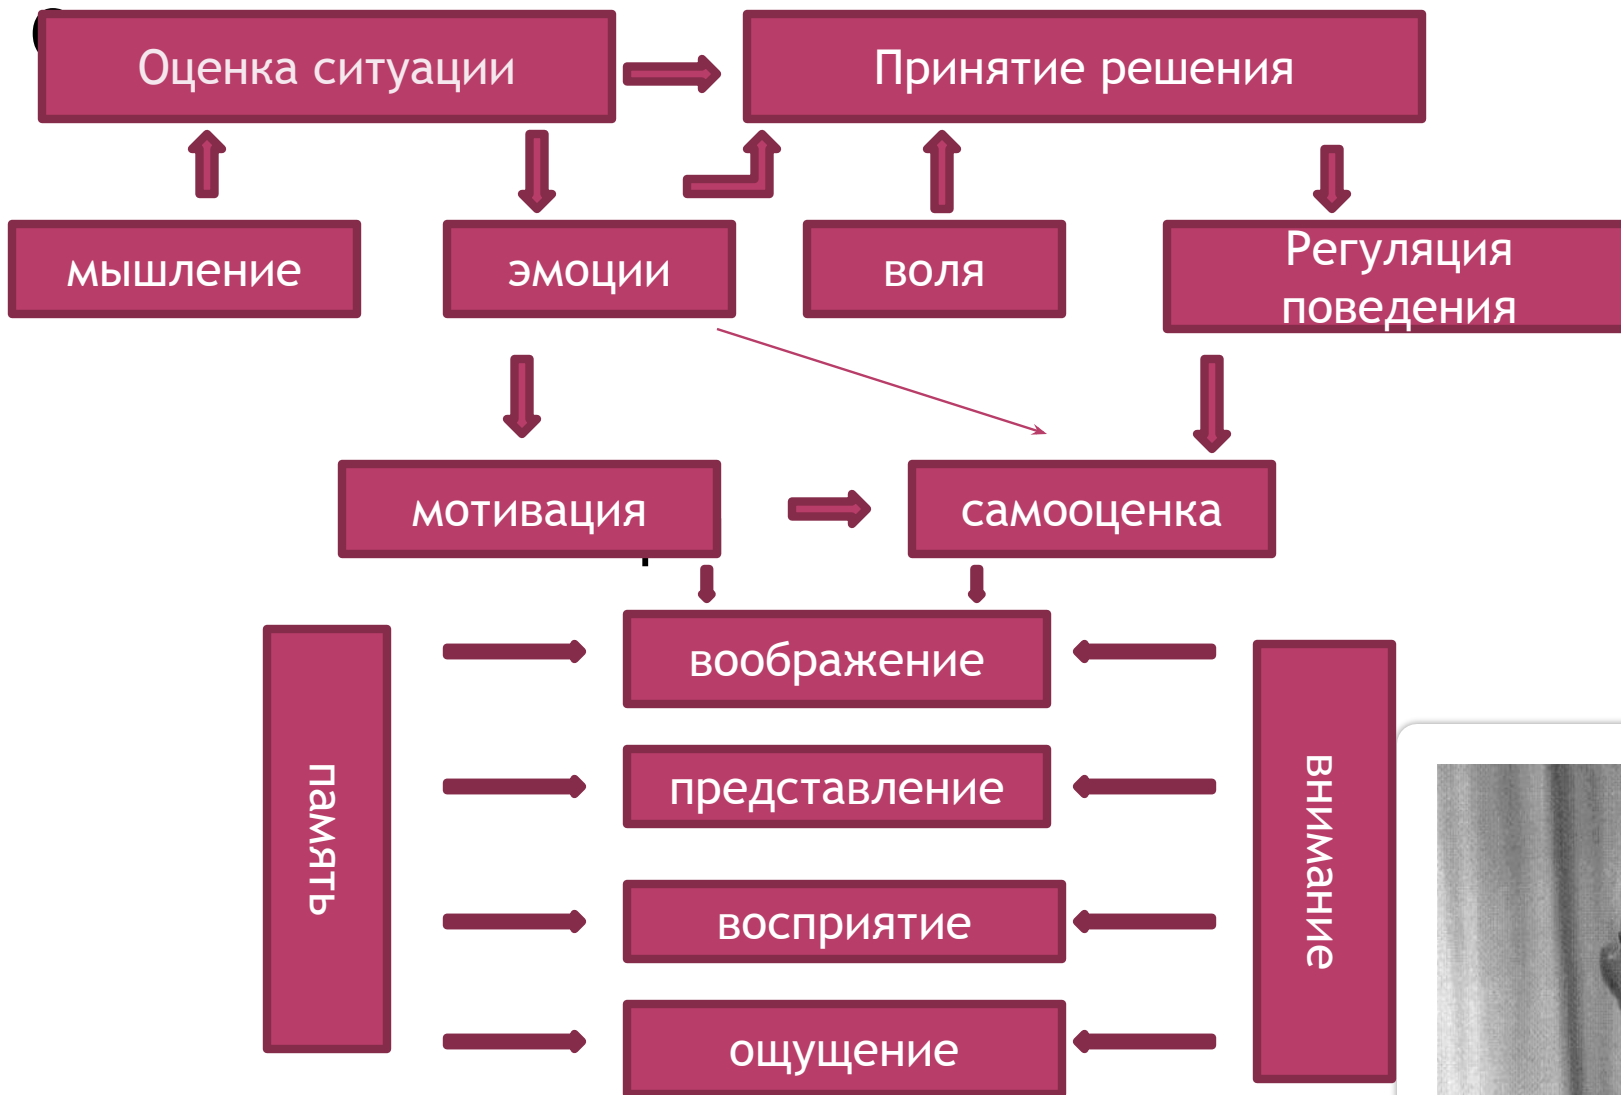 Оценка ситуации
Принятие решения
мышление
эмоции
воля
Регуляция
поведения
мотивация
самооценка
воображение
память
внимание
представление
восприятие
ощущение